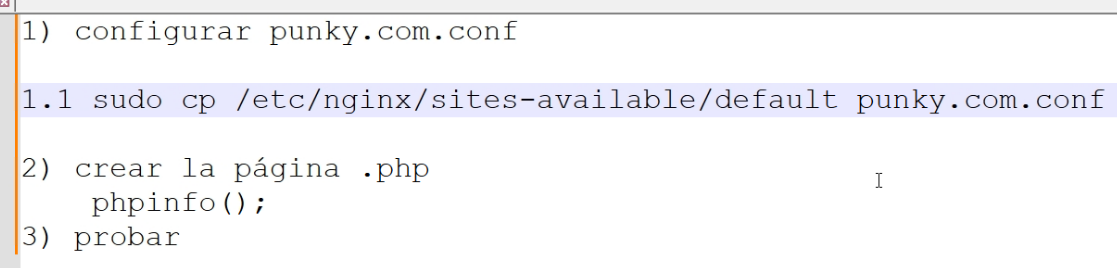 1) configurar punky.com.conf
1.1 sudo cp /etc/nginx/sites-available/default punky.com.conf
2) crear la página .php
phpinfo();
3) probar